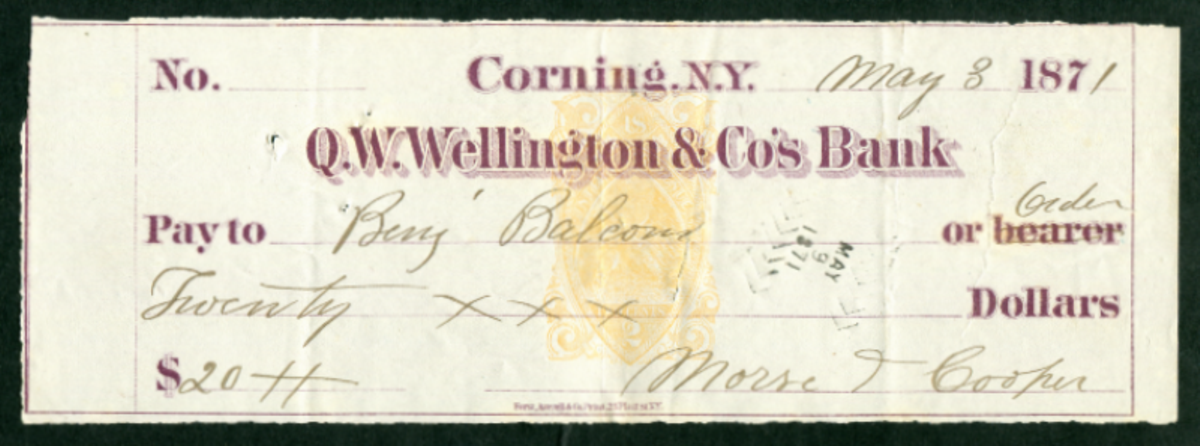 No. Corning, N.Y. May 3 1871
Q.W. Wellington & Co's Bank
Order
Pay to Benj Balcom or bearer
MAY
9
1871
Twenty x x x Dollars
$20
Morse & Cooper